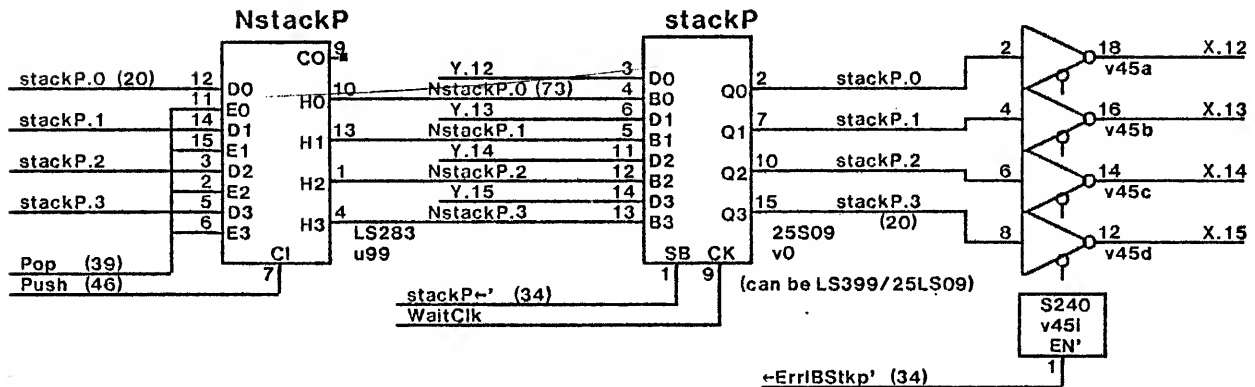 NstackP
stackP
stackP.0 (20)
12
D0
11
E0
stackP.1
14
D1
15
E1
stackP.2
3
D2
2
E2
stackP.3
5
D3
6
E3
CO
9
10
H0
13
H1
1
H2
4
H3
CI
7
LS283
u99
Pop (39)
Push (46)
Y.12
3
D0
NstackP.0 (73)
4
B0
Y.13
6
D1
NstackP.1
5
B1
Y.14
11
D2
NstackP.2
12
B2
Y.15
14
D3
NstackP.3
13
B3
Q0
2
stackP.0
Q1
7
stackP.1
Q2
10
stackP.2
Q3
15
stackP.3
(20)
SB CK
1
9
25S09
v0
(can be LS399/25LS09)
stackP←' (34)
WaitClk
2
18
X.12
v45a
4
16
X.13
v45b
6
14
X.14
v45c
8
12
X.15
v45d
S240
v45i
EN'
1
←ErrIBStkp' (34)